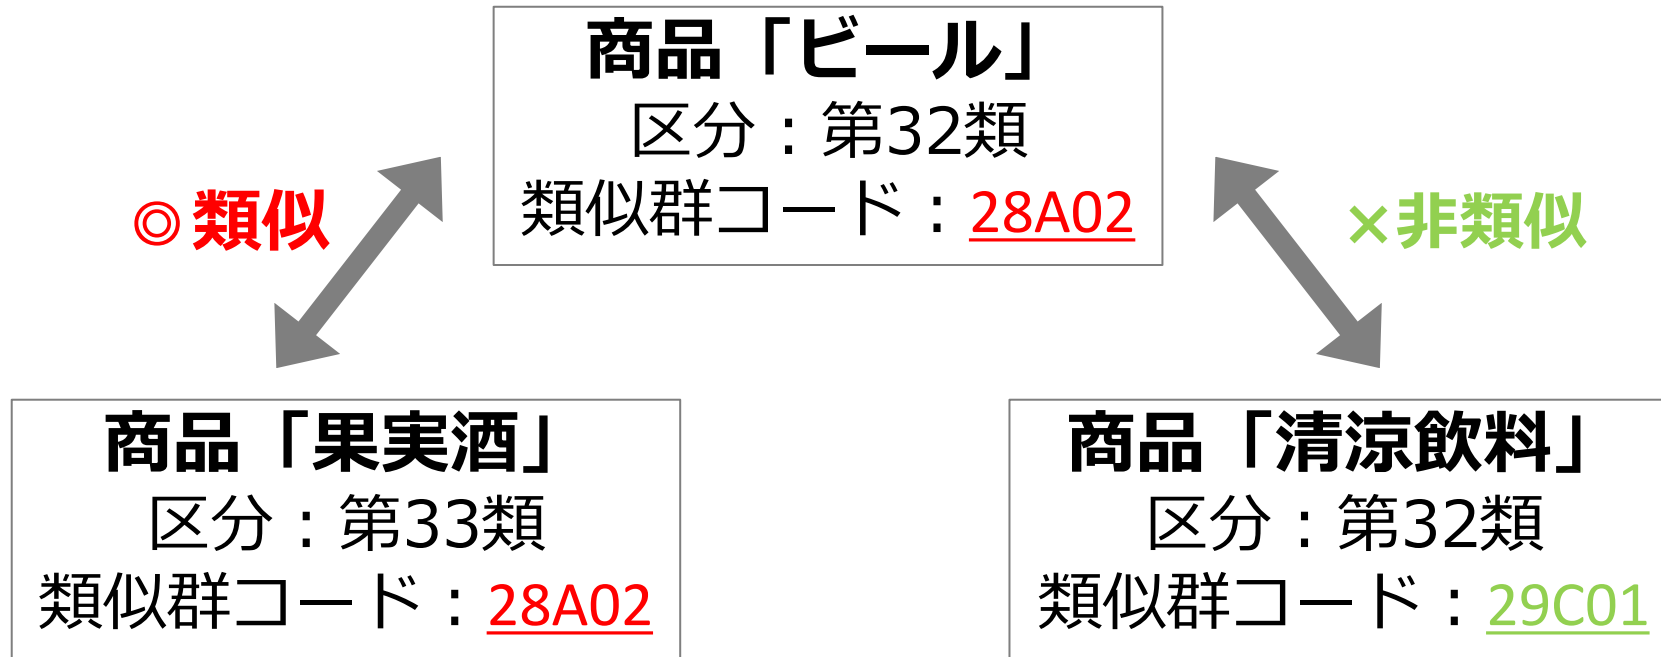 商品「ビール」
区分：第32類
類似群コード：28A02
◎類似
×非類似
商品「果実酒」
区分：第33類
類似群コード：28A02
商品「清涼飲料」
区分：第32類
類似群コード：29C01